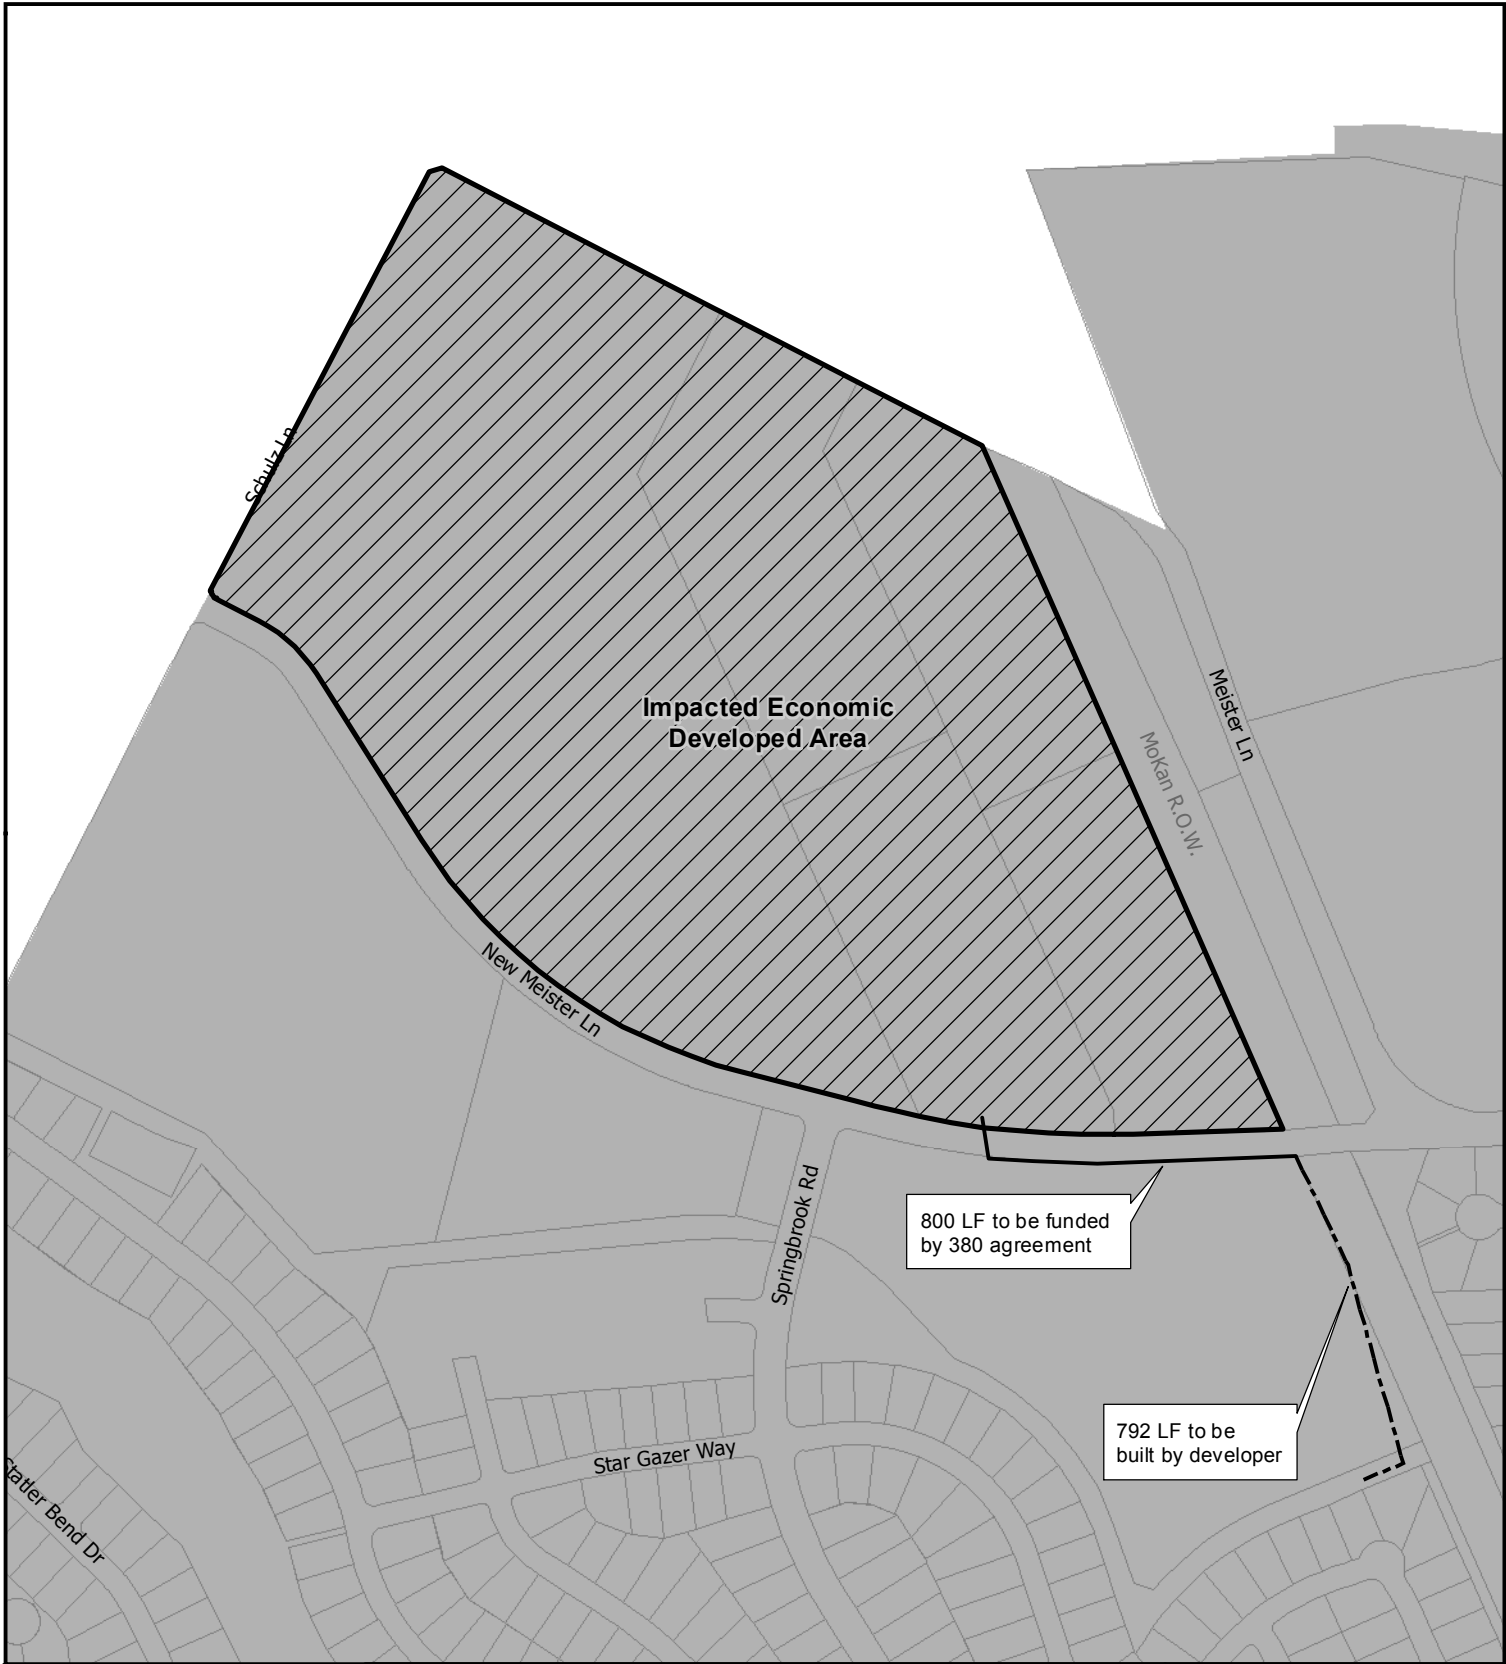 Schulz Ln
Impacted Economic
Developed Area
Meister Ln
MoKan R.O.W.
New Meister Ln
800 LF to be funded
by 380 agreement
Springbrook Rd
792 LF to be
built by developer
Star Gazer Way
Statler Bend Dr